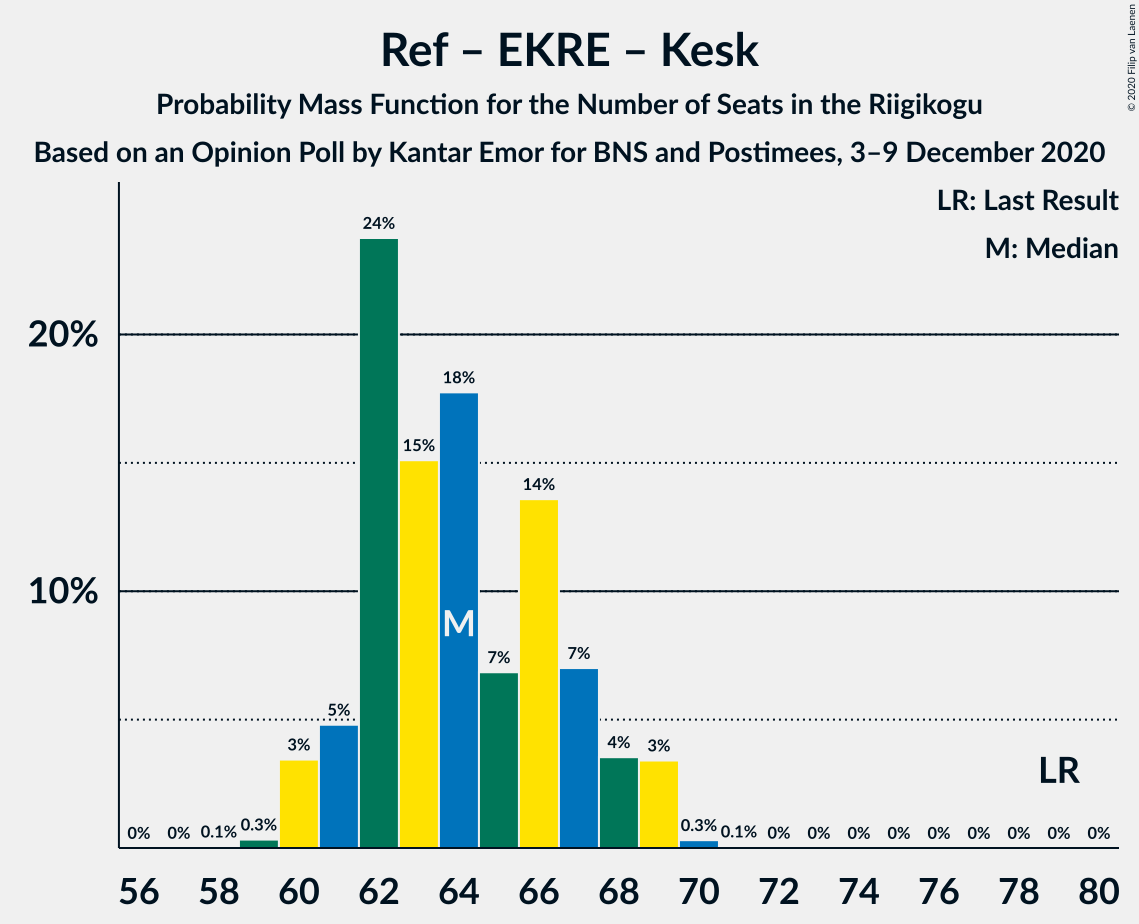 Ref – EKRE – Kesk
Probability Mass Function for the Number of Seats in the Riigikogu
Based on an Opinion Poll by Kantar Emor for BNS and Postimees, 3–9 December 2020
© 2020 Filip van Laenen
LR: Last Result
M: Median
20%
10%
0% 0% 0.1% 0.3% 3% 5% 24% 15% 18% 7% 14% 7% 4% 3% 0.3% 0.1% 0% 0% 0% 0% 0% 0% 0% 0% 0%
M
LR
56 58 60 62 64 66 68 70 72 74 76 78 80